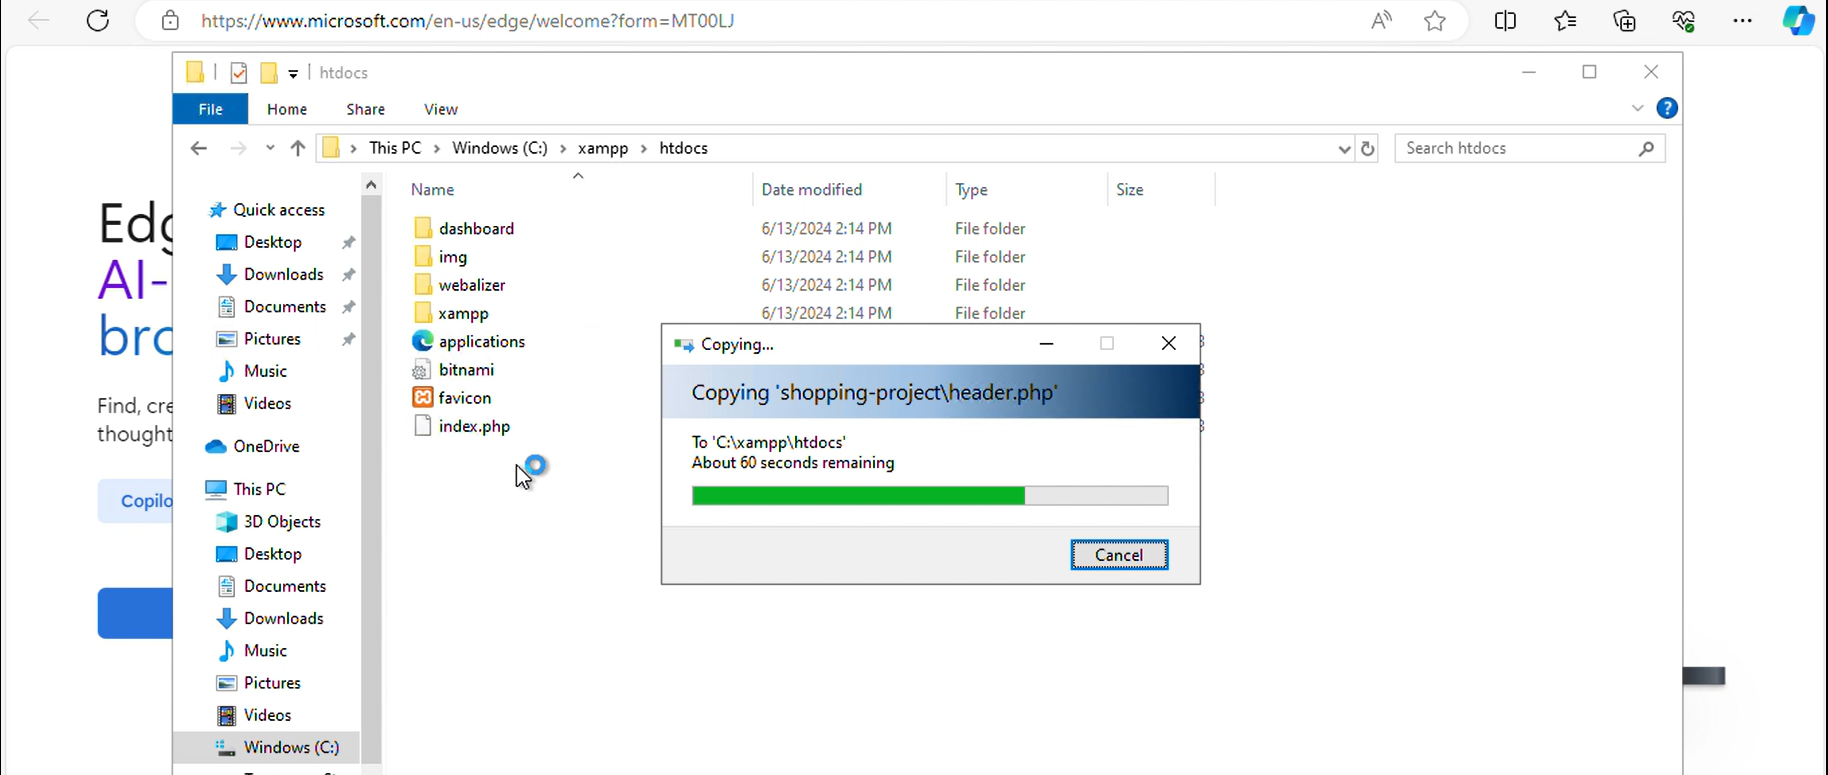 https://www.microsoft.com/en-us/edge/welcome?form=MT00LJ
htdocs
File Home Share View
This PC > Windows (C:) > xampp > htdocs
Search htdocs
Name Date modified Type Size
Quick access
Desktop
Downloads
Documents
Pictures
Music
Videos
OneDrive
This PC
3D Objects
Desktop
Documents
Downloads
Music
Pictures
Videos
Windows (C:)
dashboard 6/13/2024 2:14 PM File folder
img 6/13/2024 2:14 PM File folder
webalizer 6/13/2024 2:14 PM File folder
xampp 6/13/2024 2:14 PM File folder
applications
bitnami
favicon
index.php
Copying...
Copying 'shopping-project\header.php'
To 'C:\xampp\htdocs'
About 60 seconds remaining
Cancel
Edg
AI-
bro
Find, cre
thought
Copilo